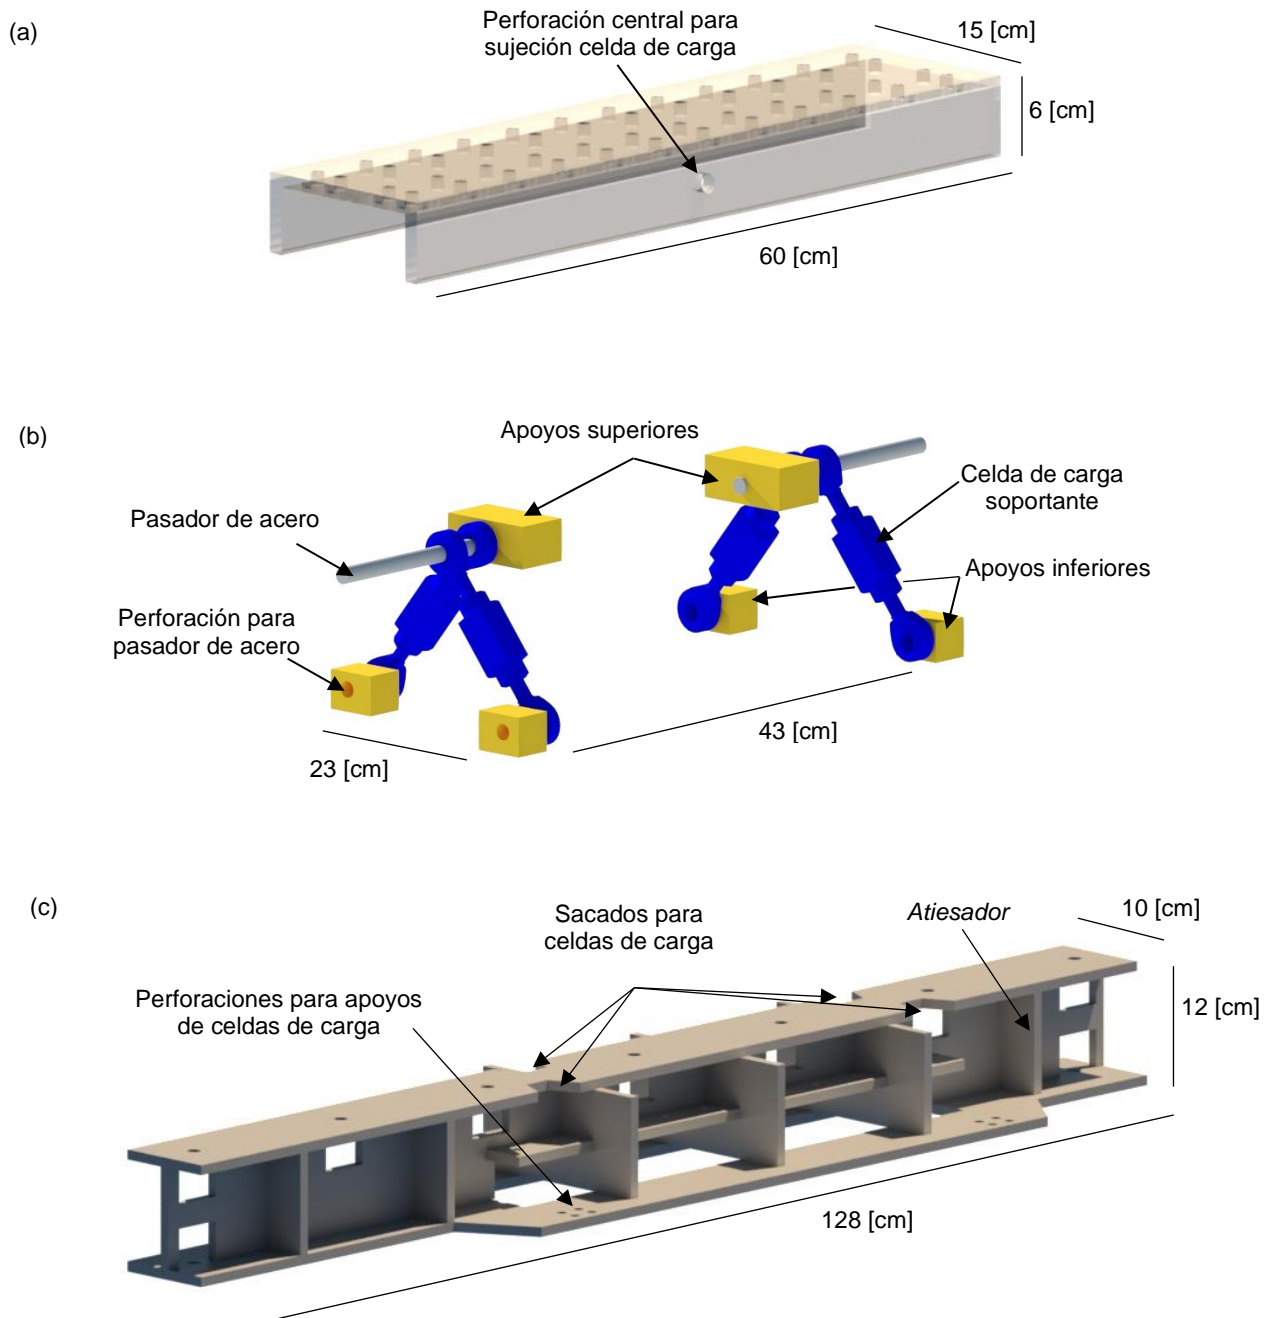 (a)
Perforación central para
sujeción celda de carga
15 [cm]
6 [cm]
60 [cm]
(b)
Apoyos superiores
Pasador de acero
Celda de carga
soportante
Apoyos inferiores
Perforación para
pasador de acero
43 [cm]
23 [cm]
(c)
Sacados para
celdas de carga
Atiesador
10 [cm]
Perforaciones para apoyos
de celdas de carga
12 [cm]
128 [cm]